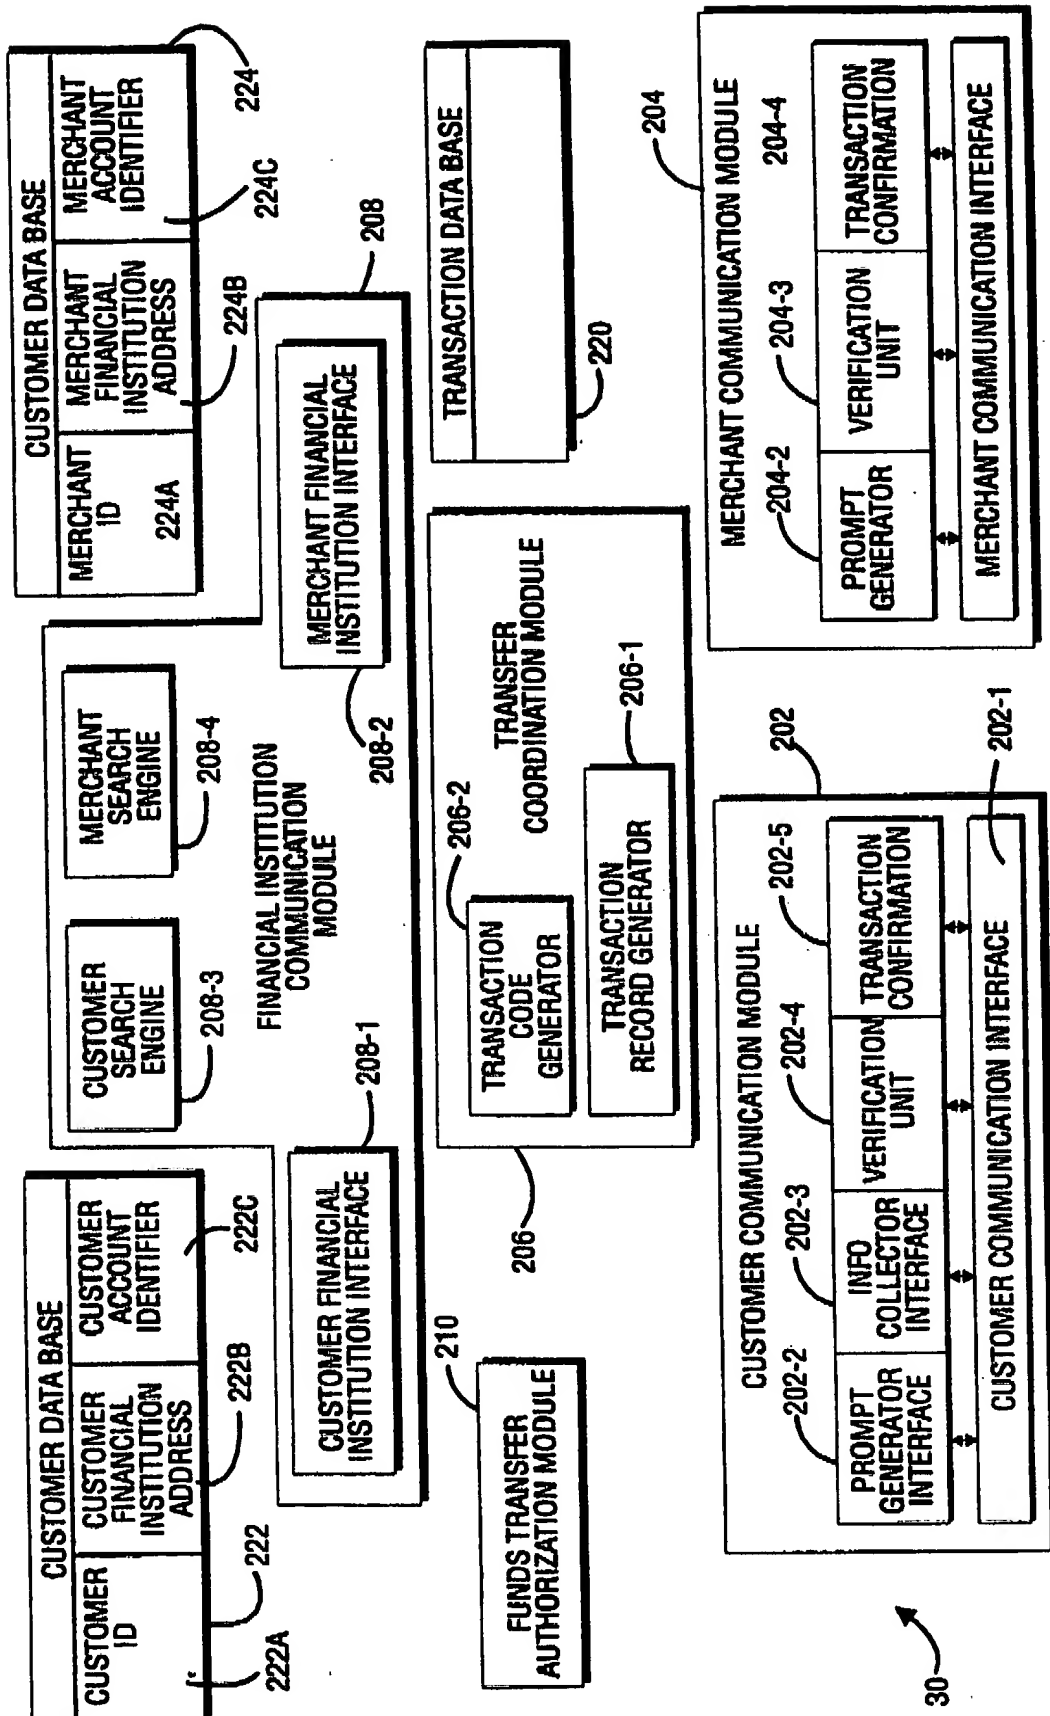 CUSTOMER DATA BASE
CUSTOMER
ID
CUSTOMER
FINANCIAL
INSTITUTION
ADDRESS
CUSTOMER
ACCOUNT
IDENTIFIER
222A
222
222B
222C
CUSTOMER
SEARCH
ENGINE
208-3
MERCHANT
SEARCH
ENGINE
208-4
CUSTOMER DATA BASE
MERCHANT
ID
224A
MERCHANT
FINANCIAL
INSTITUTION
ADDRESS
MERCHANT
ACCOUNT
IDENTIFIER
224B
224C
224
FINANCIAL INSTITUTION
COMMUNICATION
MODULE
CUSTOMER FINANCIAL
INSTITUTION INTERFACE
208-1
MERCHANT FINANCIAL
INSTITUTION INTERFACE
208-2
208
FUNDS TRANSFER
AUTHORIZATION MODULE
210
TRANSACTION
CODE
GENERATOR
206-2
TRANSFER
COORDINATION MODULE
TRANSACTION
RECORD GENERATOR
206-1
206
TRANSACTION DATA BASE
220
CUSTOMER COMMUNICATION MODULE
202
202-2
202-3
202-4
202-5
PROMPT
GENERATOR
INTERFACE
INFO
COLLECTOR
INTERFACE
VERIFICATION
UNIT
TRANSACTION
CONFIRMATION
CUSTOMER COMMUNICATION INTERFACE
202-1
MERCHANT COMMUNICATION MODULE
204
204-2
204-3
204-4
PROMPT
GENERATOR
VERIFICATION
UNIT
TRANSACTION
CONFIRMATION
MERCHANT COMMUNICATION INTERFACE
30